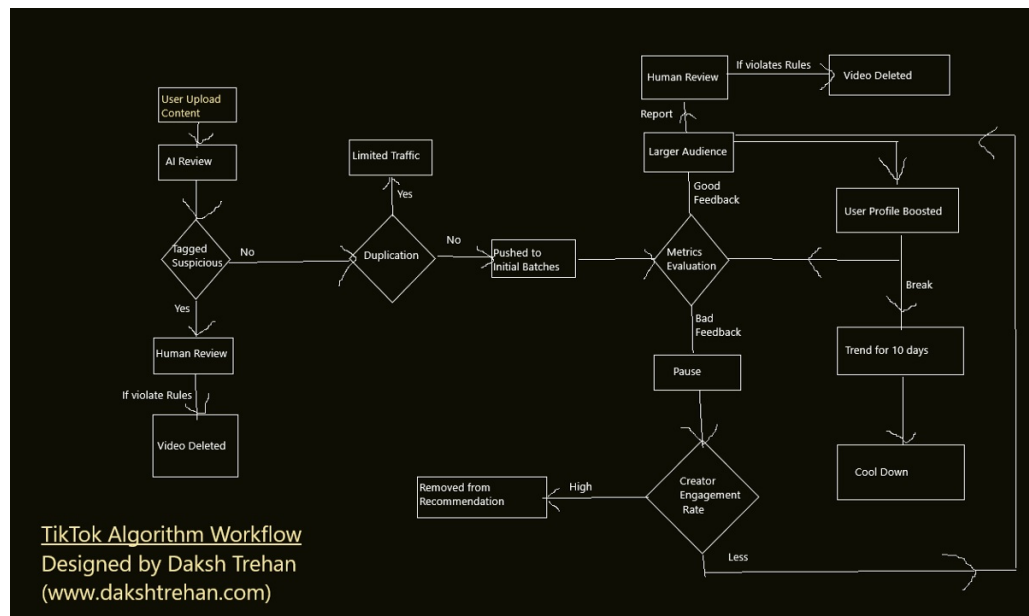 User Upload
Content
AI Review
Tagged
Suspicious
No
Yes
Human Review
If violate Rules
Video Deleted
Limited Traffic
Yes
Duplication
No
Pushed to
Initial Batches
Human Review
If violates Rules
Video Deleted
Report
Larger Audience
Good
Feedback
User Profile Boosted
Metrics
Evaluation
Break
Bad
Feedback
Trend for 10 days
Pause
Cool Down
Creator
Engagement
Rate
High
Removed from
Recommendation
Less
TikTok Algorithm Workflow
Designed by Daksh Trehan
(www.dakshtrehan.com)